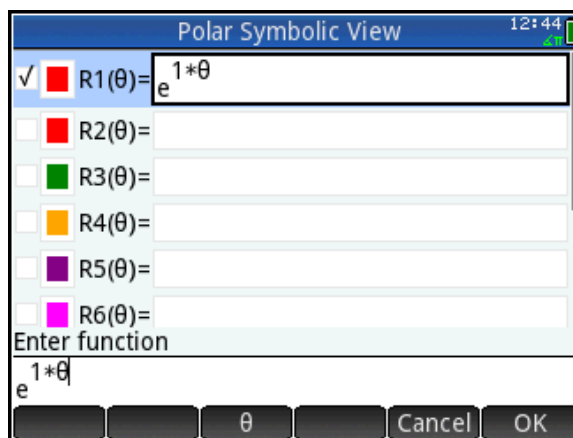 Polar Symbolic View 12:44
∡π
✓ R1(θ)= e^1*θ
R2(θ)=
R3(θ)=
R4(θ)=
R5(θ)=
R6(θ)=
Enter function
e^1*θ
θ Cancel OK